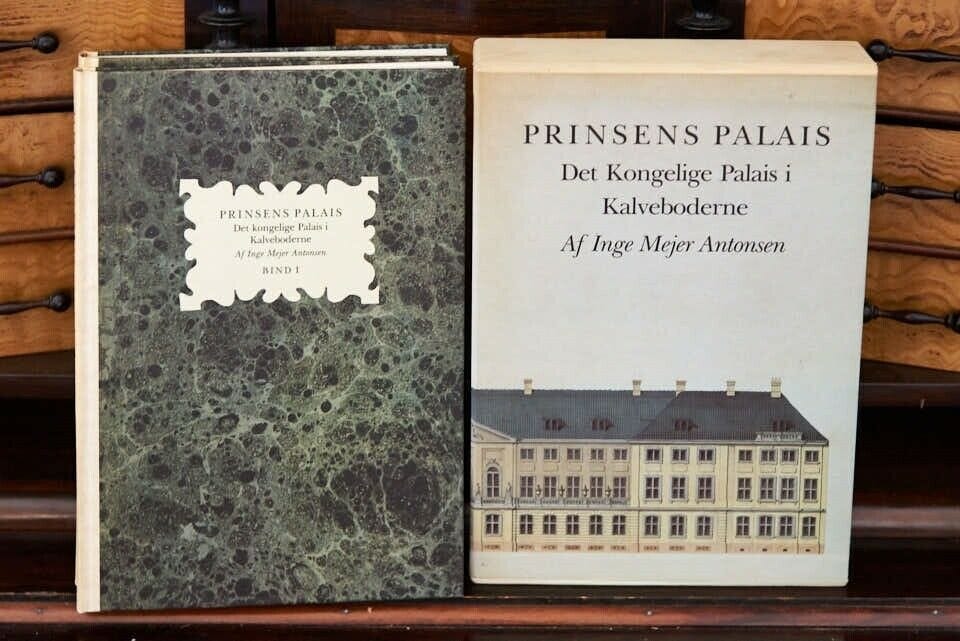 PRINSENS PALAIS
Det kongelige Palais i
Kalveboderne
Af Inge Mejer Antonsen
BIND I
PRINSENS PALAIS
Det Kongelige Palais i
Kalveboderne
Af Inge Mejer Antonsen